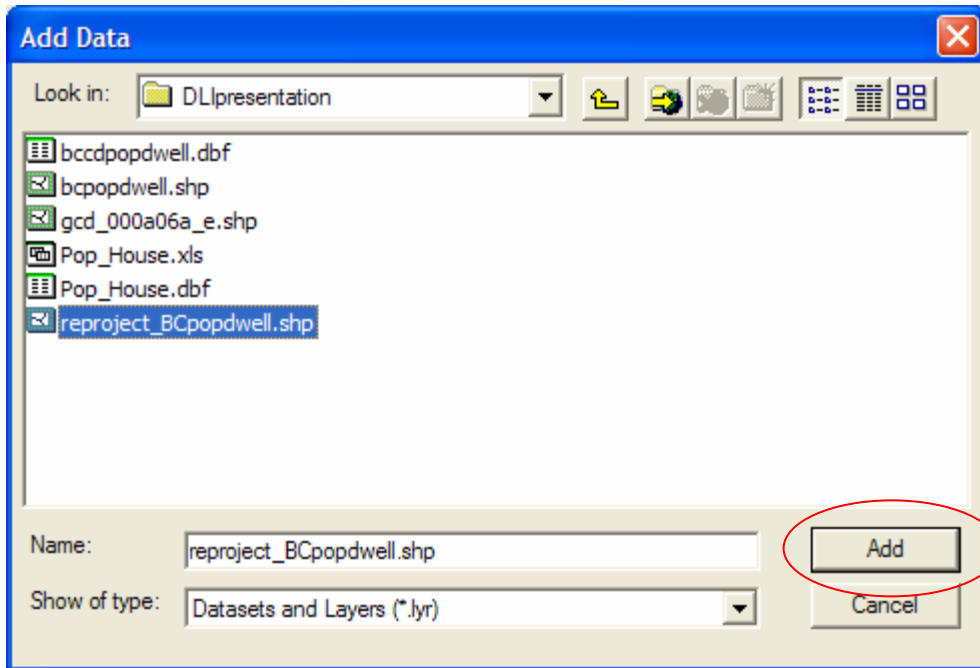 Add Data
Look in: DLIpresentation
bccdpopdwell.dbf
bcpopdwell.shp
gcd_000a06a_e.shp
Pop_House.xls
Pop_House.dbf
reproject_BCpopdwell.shp
Name: reproject_BCpopdwell.shp Add
Show of type: Datasets and Layers (*.lyr) Cancel